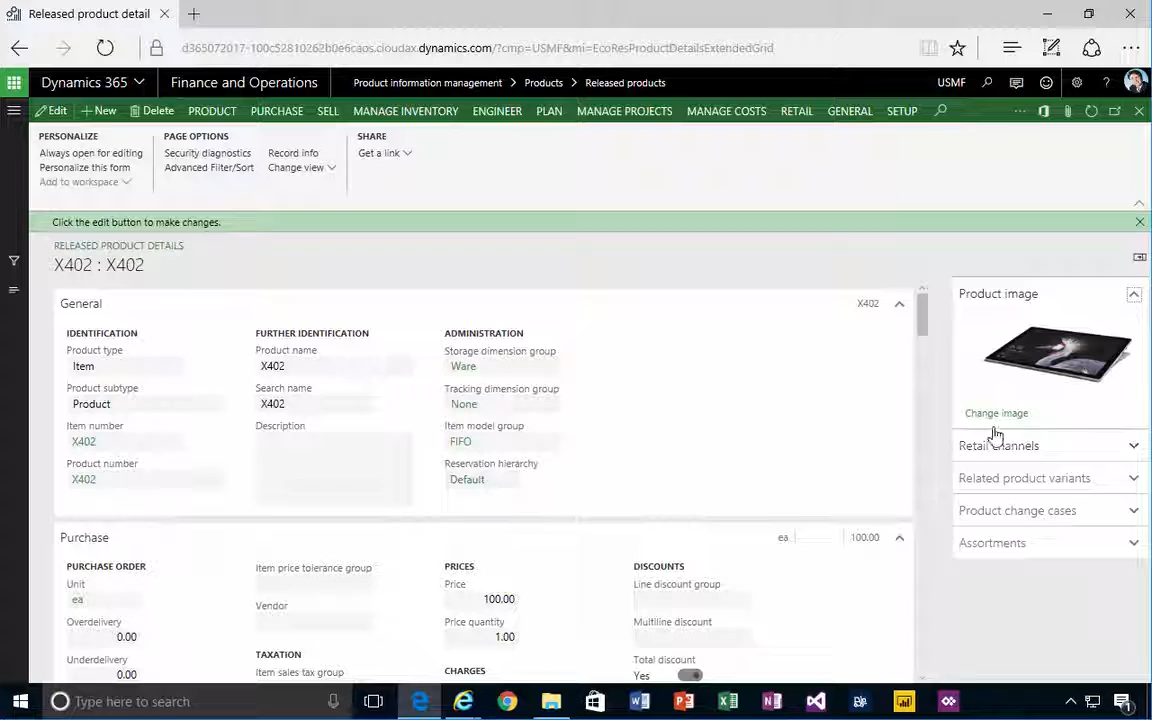 Released product detail
d365072017-100c52810262b0e6caos.cloudax.dynamics.com/?cmp=USMF&mi=EcoResProductDetailsExtendedGrid
Dynamics 365 Finance and Operations Product information management > Products > Released products USMF ?
Edit + New Delete PRODUCT PURCHASE SELL MANAGE INVENTORY ENGINEER PLAN MANAGE PROJECTS MANAGE COSTS RETAIL GENERAL SETUP
PERSONALIZE PAGE OPTIONS SHARE
Always open for editing Security diagnostics Record info Get a link
Personalize this form Advanced Filter/Sort Change view
Add to workspace
Click the edit button to make changes.
RELEASED PRODUCT DETAILS
X402 : X402
General X402
IDENTIFICATION FURTHER IDENTIFICATION ADMINISTRATION
Product type Product name Storage dimension group
Item X402 Ware
Product subtype Search name Tracking dimension group
Product X402 None
Item number Description Item model group
X402 FIFO
Product number Reservation hierarchy
X402 Default
Purchase ea 100.00
PURCHASE ORDER Item price tolerance group PRICES DISCOUNTS
Unit Price Line discount group
ea Vendor 100.00
Overdelivery Price quantity Multiline discount
0.00 1.00
Underdelivery TAXATION CHARGES Total discount
0.00 Item sales tax group Yes
Product image
Change image
Retail channels
Related product variants
Product change cases
Assortments
Type here to search
1